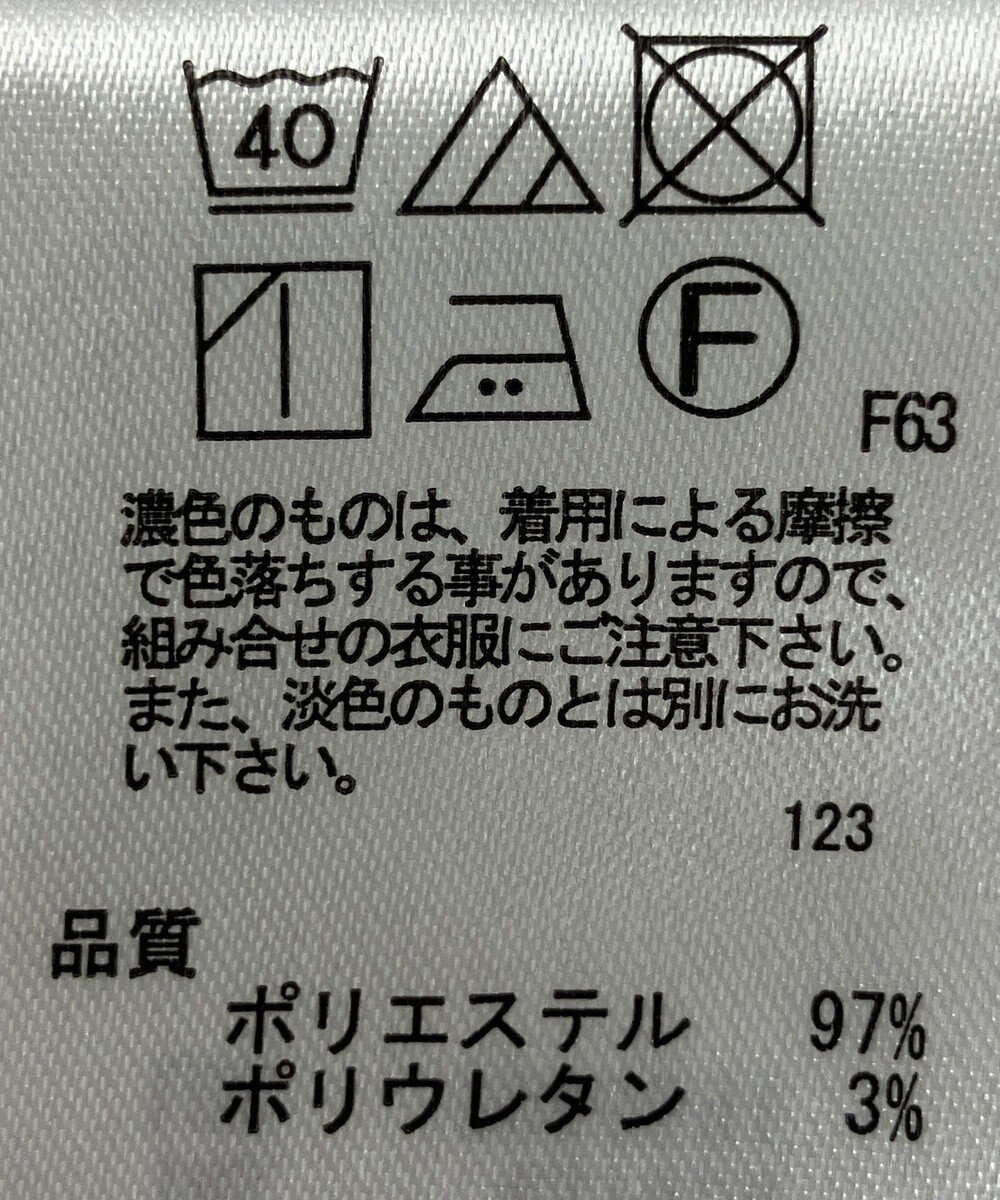 40
F
F63
濃色のものは、着用による摩擦
で色落ちする事がありますので、
組み合せの衣服にご注意下さい。
また、淡色のものとは別にお洗
い下さい。
123
品質
ポリエステル 97%
ポリウレタン 3%